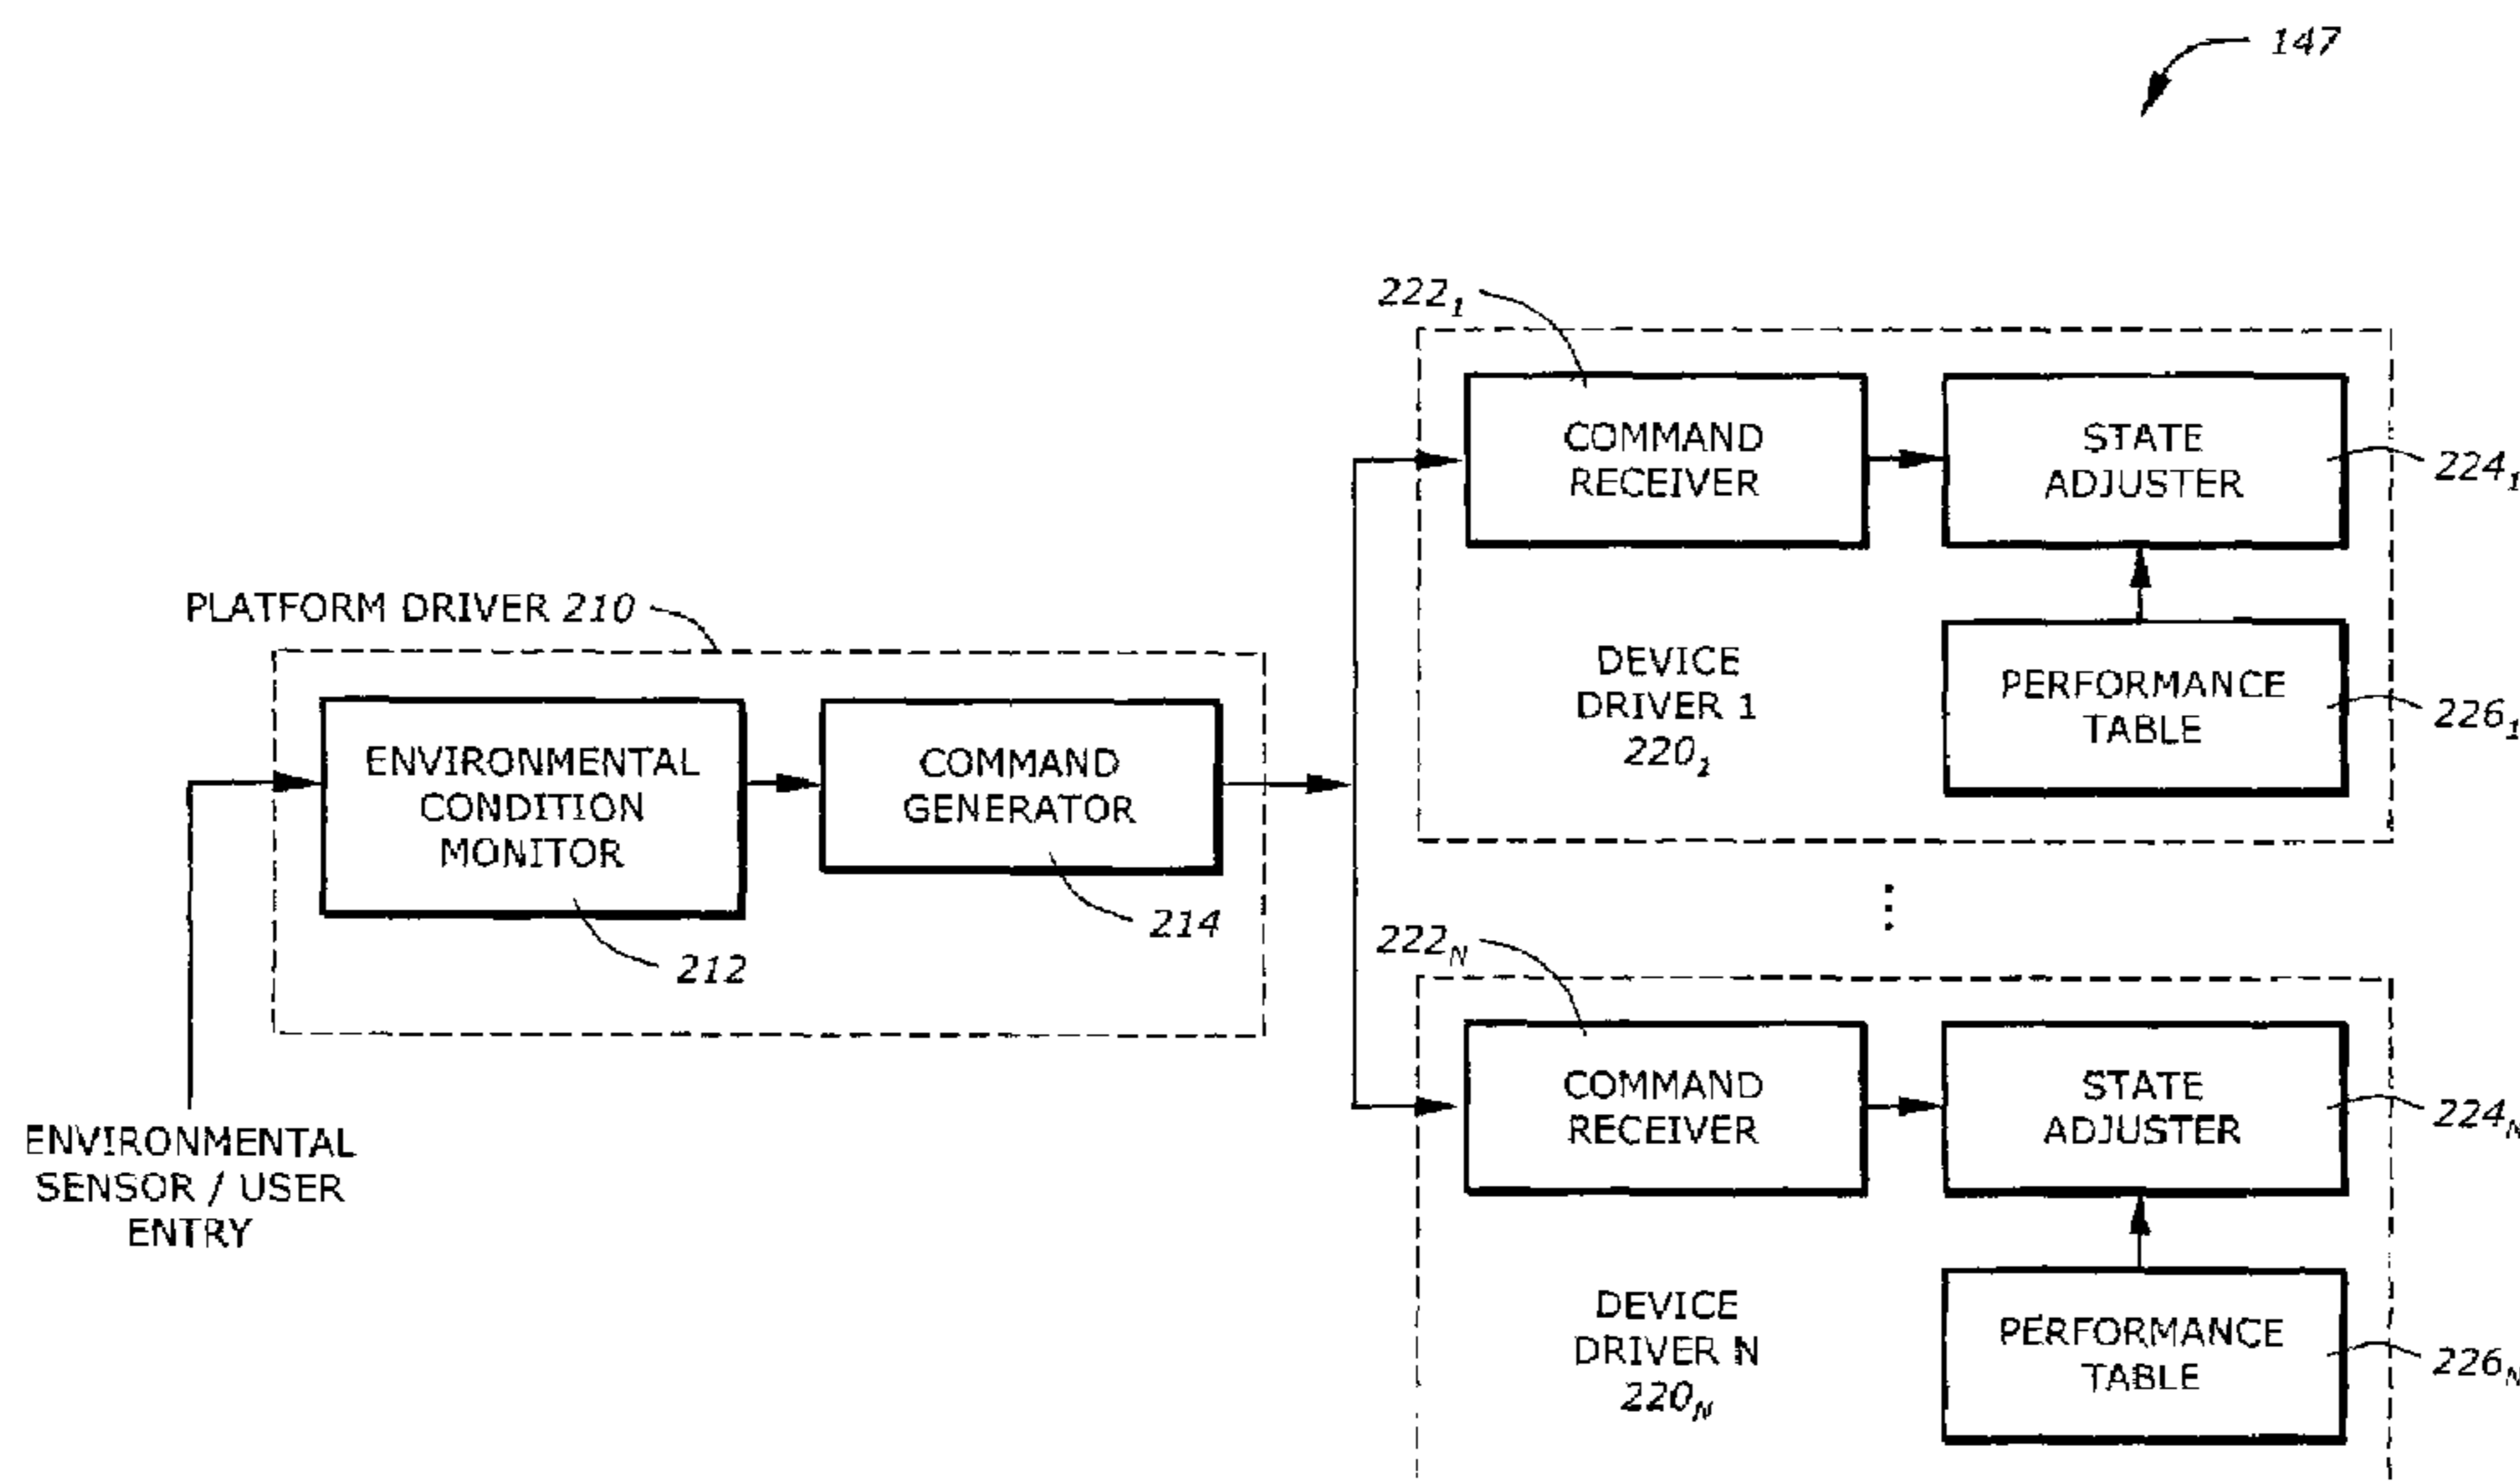 147
222₁
COMMAND
RECEIVER
STATE
ADJUSTER
224₁
PLATFORM DRIVER 210
DEVICE
DRIVER 1
220₁
PERFORMANCE
TABLE
226₁
ENVIRONMENTAL
CONDITION
MONITOR
212
COMMAND
GENERATOR
214
222N
COMMAND
RECEIVER
STATE
ADJUSTER
224N
ENVIRONMENTAL
SENSOR / USER
ENTRY
DEVICE
DRIVER N
220N
PERFORMANCE
TABLE
226N